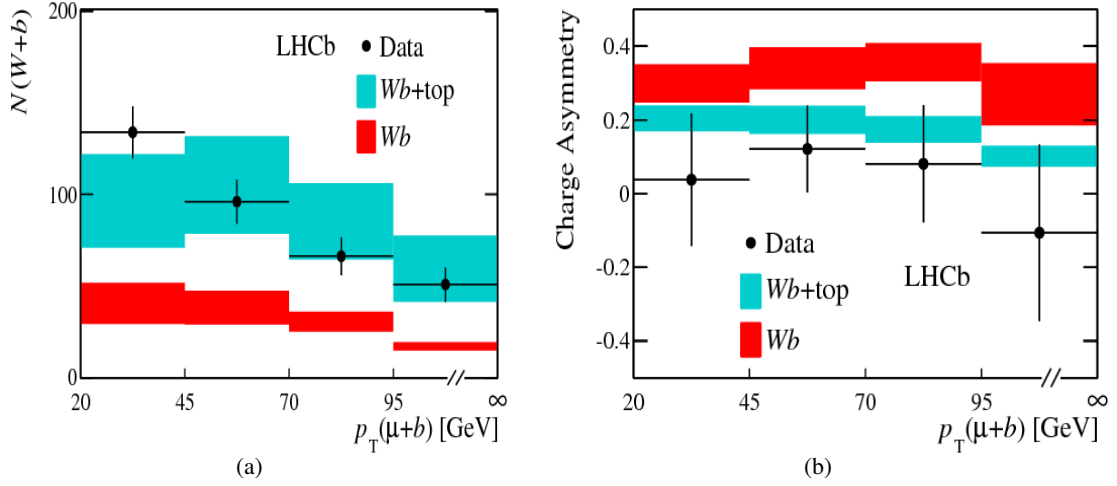 N(W+b)
200
100
0
LHCb
Data
Wb+top
Wb
20
45
70
95
∞
p_T(μ+b) [GeV]
(a)
Charge Asymmetry
0.4
0.2
0
-0.2
-0.4
Data
Wb+top
LHCb
Wb
20
45
70
95
∞
p_T(μ+b) [GeV]
(b)